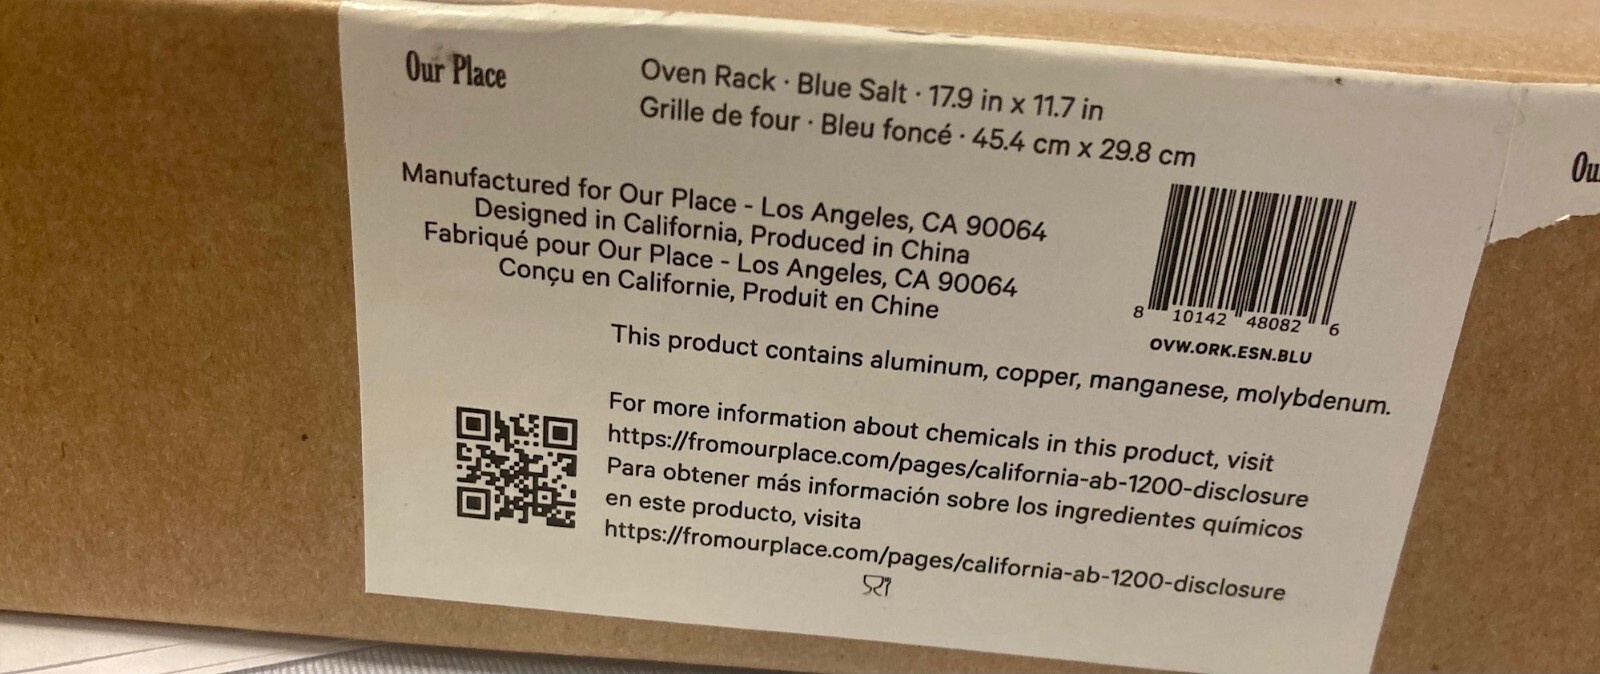 Our Place
Oven Rack · Blue Salt · 17.9 in x 11.7 in
Grille de four · Bleu foncé · 45.4 cm x 29.8 cm
Manufactured for Our Place - Los Angeles, CA 90064
Designed in California, Produced in China
Fabriqué pour Our Place - Los Angeles, CA 90064
Conçu en Californie, Produit en Chine
8 10142 48082 6
OVW.ORK.ESN.BLU
This product contains aluminum, copper, manganese, molybdenum.
For more information about chemicals in this product, visit
https://fromourplace.com/pages/california-ab-1200-disclosure
Para obtener más información sobre los ingredientes químicos
en este producto, visita
https://fromourplace.com/pages/california-ab-1200-disclosure